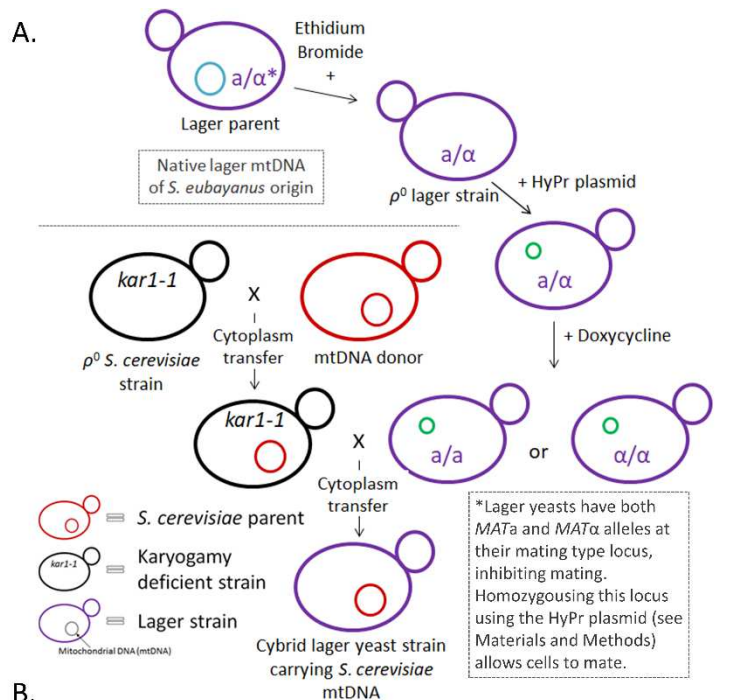 A.
Ethidium
Bromide
+
a/α*
Lager parent
a/α
Native lager mtDNA
of S. eubayanus origin
ρ⁰ lager strain
+ HyPr plasmid
a/α
kar1-1
X
Cytoplasm
transfer
+ Doxycycline
ρ⁰ S. cerevisiae
strain
mtDNA donor
kar1-1
X
a/a
or
α/α
Cytoplasm
transfer
S. cerevisiae parent
kar1-1
Karyogamy
deficient strain
Lager strain
Mitochondrial DNA (mtDNA)
*Lager yeasts have both
MATa and MATα alleles at
their mating type locus,
inhibiting mating.
Homozygousing this locus
using the HyPr plasmid (see
Materials and Methods)
allows cells to mate.
Cybrid lager yeast strain
carrying S. cerevisiae
mtDNA
B.